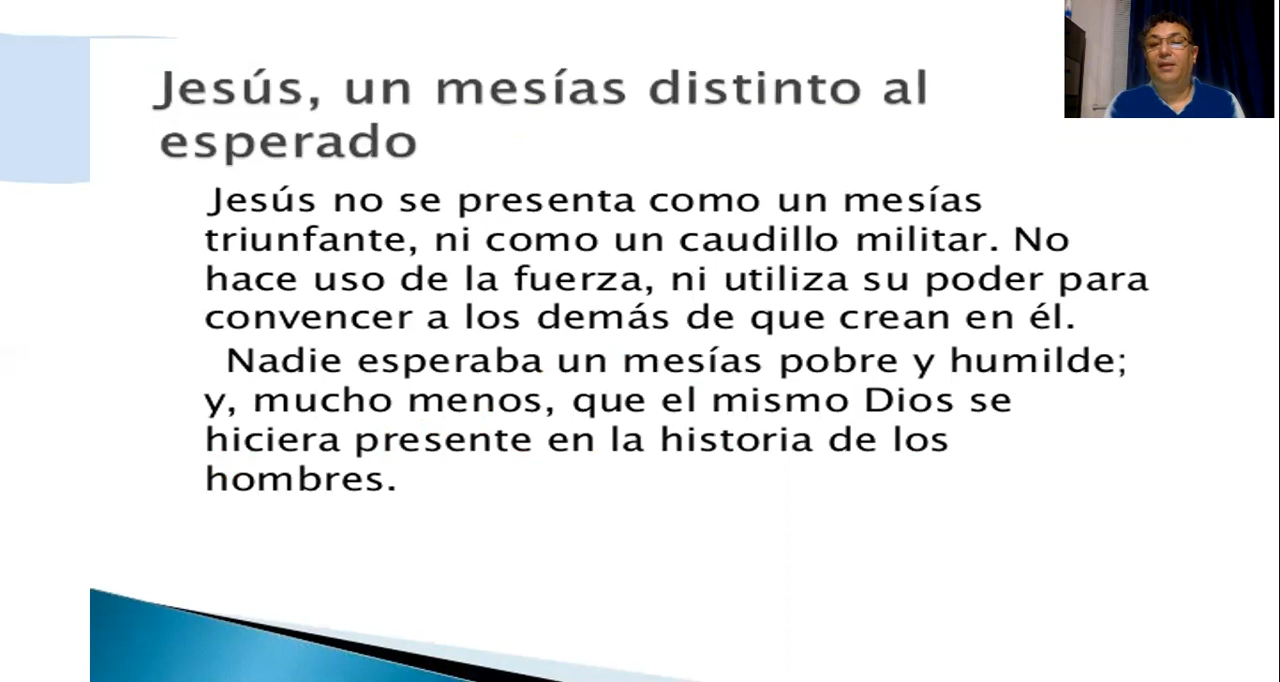 Jesús, un mesías distinto al
esperado
Jesús no se presenta como un mesías
triunfante, ni como un caudillo militar. No
hace uso de la fuerza, ni utiliza su poder para
convencer a los demás de que crean en él.
Nadie esperaba un mesías pobre y humilde;
y, mucho menos, que el mismo Dios se
hiciera presente en la historia de los
hombres.